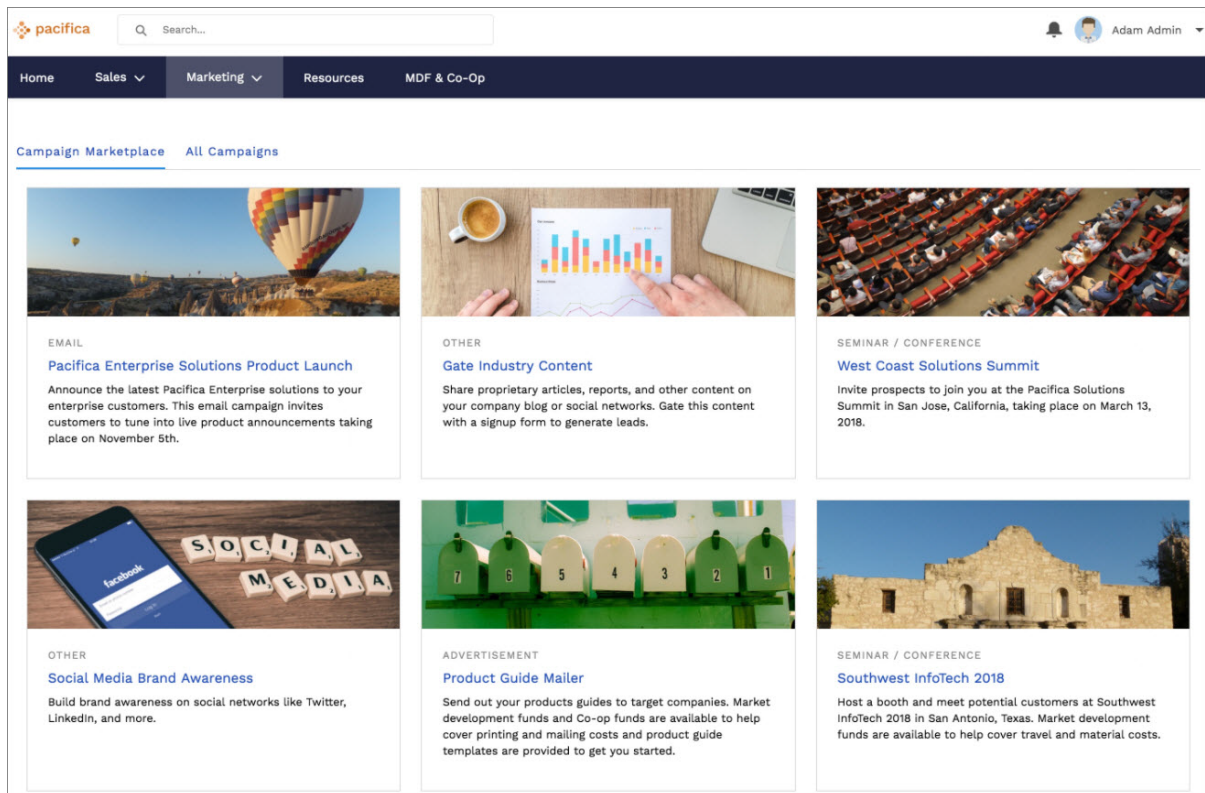 pacifica
Search...
Adam Admin
Home
Sales
Marketing
Resources
MDF & Co-Op
Campaign Marketplace
All Campaigns
EMAIL
Pacifica Enterprise Solutions Product Launch
Announce the latest Pacifica Enterprise solutions to your
enterprise customers. This email campaign invites
customers to tune into live product announcements taking
place on November 5th.
OTHER
Gate Industry Content
Share proprietary articles, reports, and other content on
your company blog or social networks. Gate this content
with a signup form to generate leads.
SEMINAR / CONFERENCE
West Coast Solutions Summit
Invite prospects to join you at the Pacifica Solutions
Summit in San Jose, California, taking place on March 13,
2018.
facebook
SOCIAL
MEDIA
OTHER
Social Media Brand Awareness
Build brand awareness on social networks like Twitter,
LinkedIn, and more.
7 6 5 4 3 2 1
ADVERTISEMENT
Product Guide Mailer
Send out your products guides to target companies. Market
development funds and Co-op funds are available to help
cover printing and mailing costs and product guide
templates are provided to get you started.
SEMINAR / CONFERENCE
Southwest InfoTech 2018
Host a booth and meet potential customers at Southwest
InfoTech 2018 in San Antonio, Texas. Market development
funds are available to help cover travel and material costs.